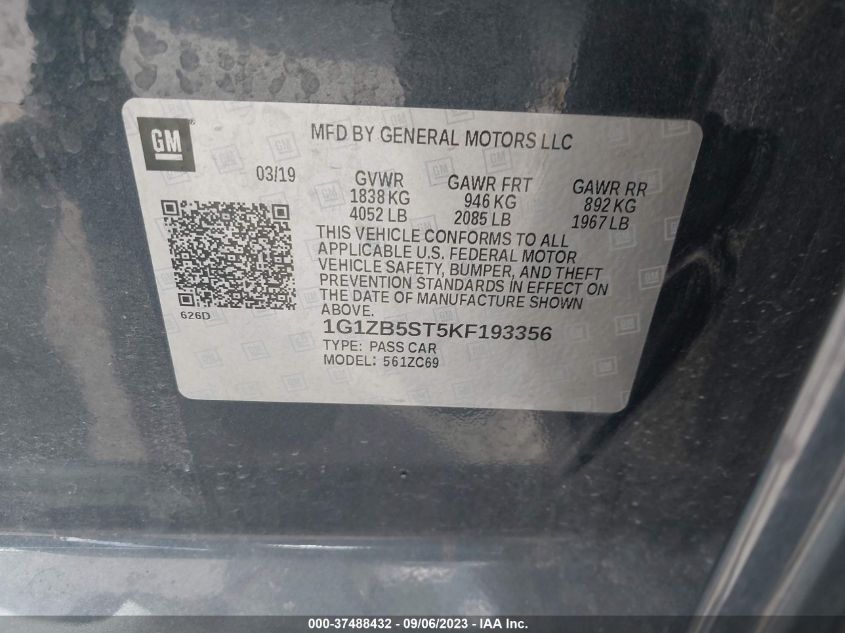 GM
MFD BY GENERAL MOTORS LLC
03/19
GVWR GAWR FRT GAWR RR
1838 KG 946 KG 892 KG
4052 LB 2085 LB 1967 LB
THIS VEHICLE CONFORMS TO ALL
APPLICABLE U.S. FEDERAL MOTOR
VEHICLE SAFETY, BUMPER, AND THEFT
PREVENTION STANDARDS IN EFFECT ON
THE DATE OF MANUFACTURE SHOWN
ABOVE.
626D
1G1ZB5ST5KF193356
TYPE: PASS CAR
MODEL: 561ZC69
000-37488432 - 09/06/2023 - IAAI.com.